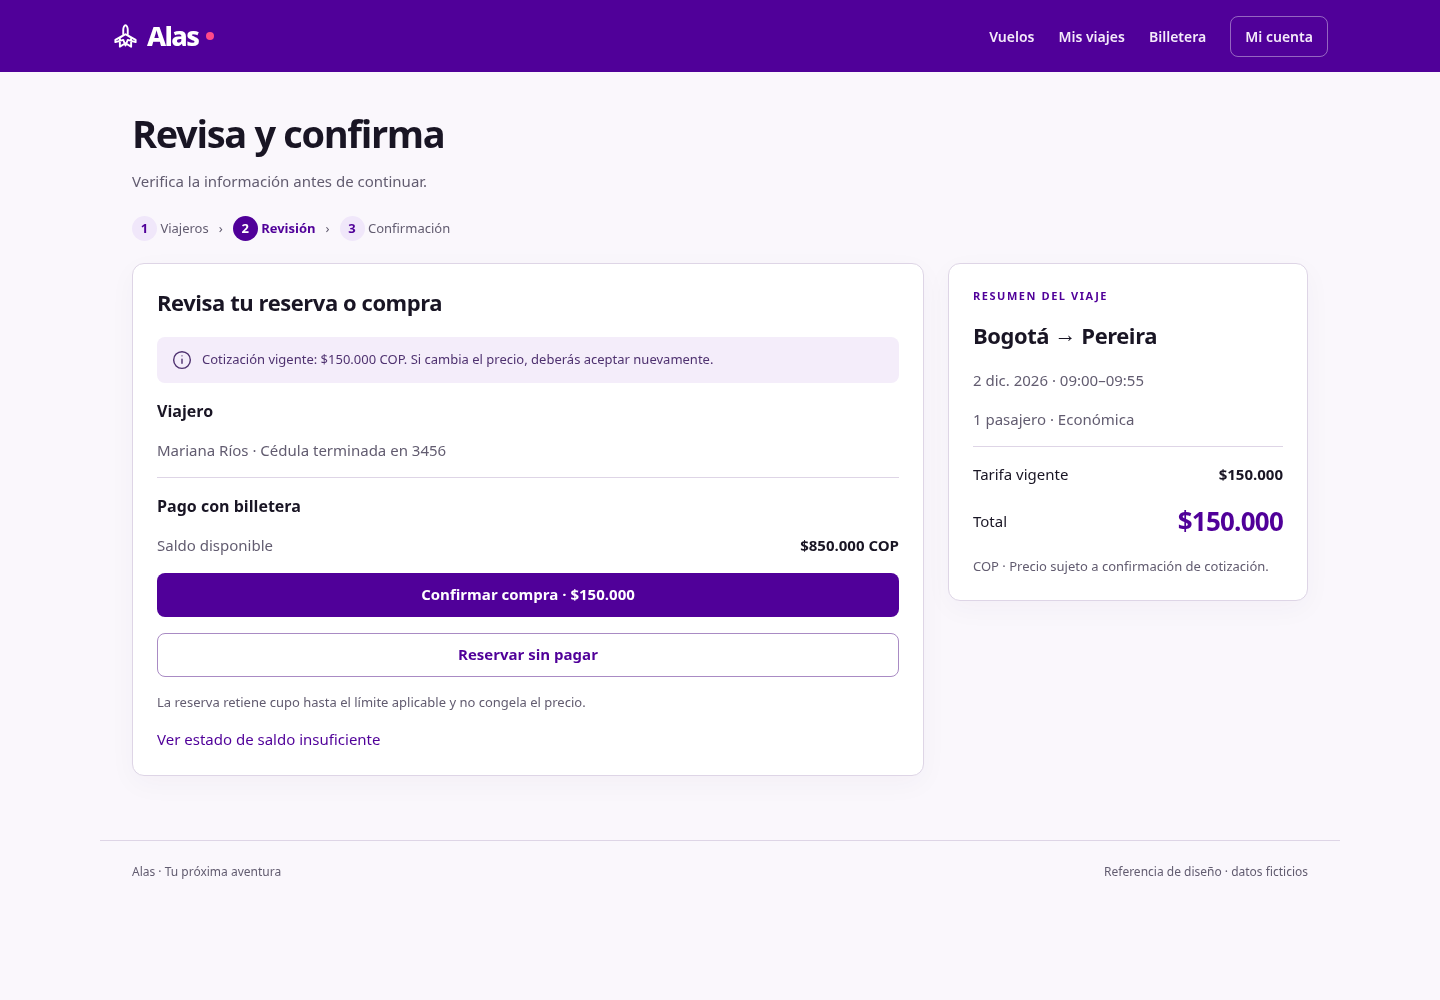 Alas
Vuelos
Mis viajes
Billetera
Mi cuenta
Revisa y confirma
Verifica la información antes de continuar.
1 Viajeros › 2 Revisión › 3 Confirmación
Revisa tu reserva o compra
Cotización vigente: $150.000 COP. Si cambia el precio, deberás aceptar nuevamente.
Viajero
Mariana Ríos · Cédula terminada en 3456
Pago con billetera
Saldo disponible $850.000 COP
Confirmar compra · $150.000
Reservar sin pagar
La reserva retiene cupo hasta el límite aplicable y no congela el precio.
Ver estado de saldo insuficiente
RESUMEN DEL VIAJE
Bogotá → Pereira
2 dic. 2026 · 09:00–09:55
1 pasajero · Económica
Tarifa vigente $150.000
Total $150.000
COP · Precio sujeto a confirmación de cotización.
Alas · Tu próxima aventura
Referencia de diseño · datos ficticios